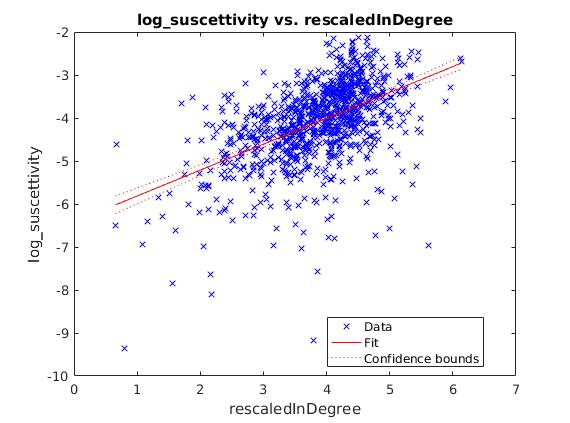 log_suscettivity vs. rescaledInDegree
-2
-3
-4
-5
-6
-7
-8
-9
-10
log_suscettivity
Data
Fit
Confidence bounds
0 1 2 3 4 5 6 7
rescaledInDegree